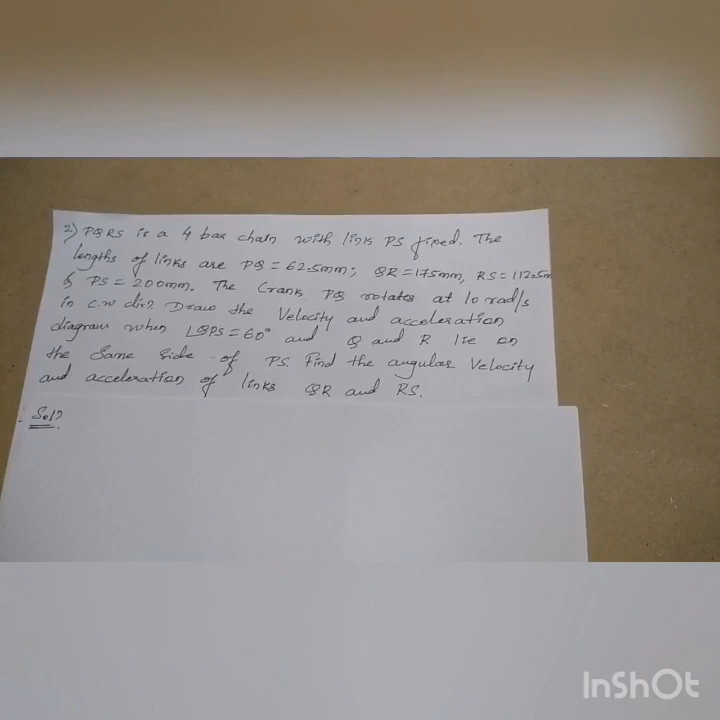 2) PQRS is a 4 bar chain with link PS fixed. The
lengths of links are PQ = 62.5mm; QR = 175mm, RS = 112.5m
& PS = 200mm. The Crank PQ rotates at 10 rad/s
in c.w dirn. Draw the Velocity and acceleration
diagram when ∠QPS = 60° and Q and R lie on
the Same Side of PS. Find the angular Velocity
and acceleration of links QR and RS.
: Soln:
InShOt